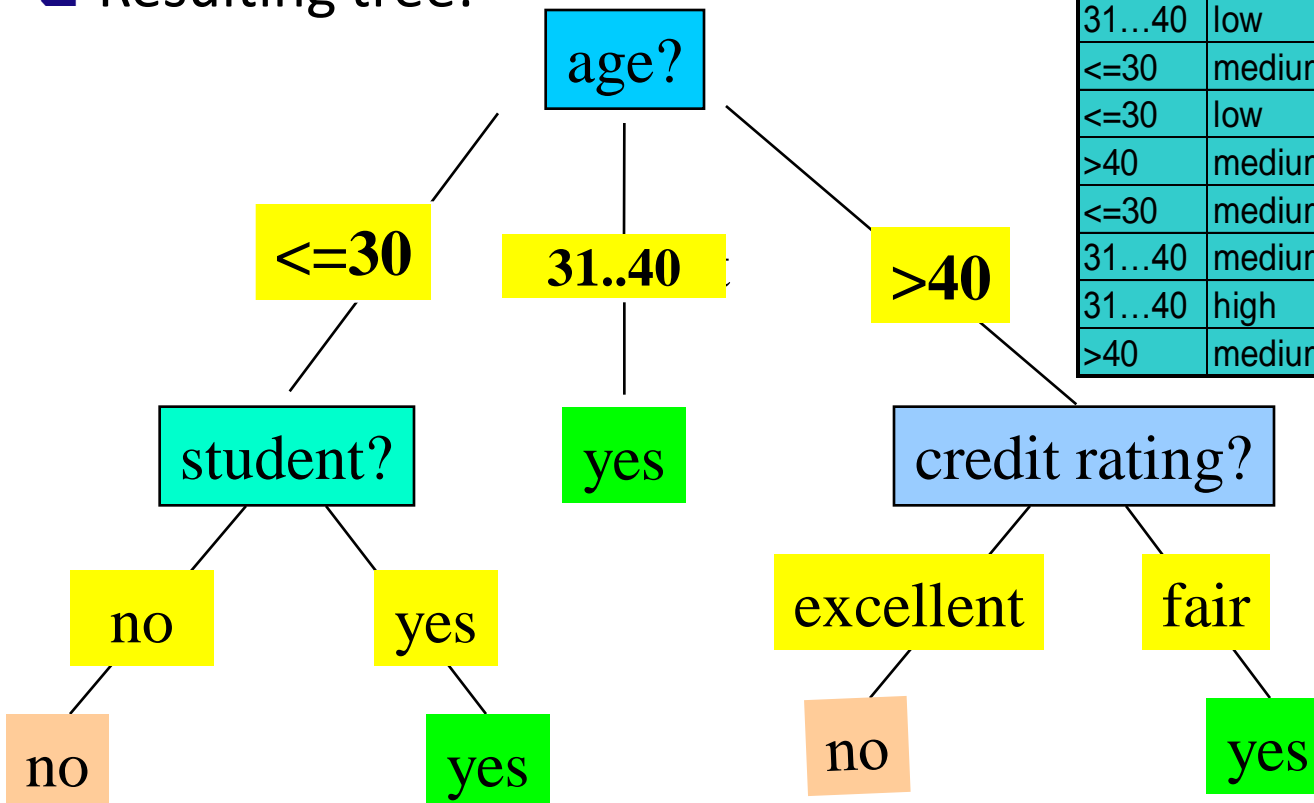 Resulting tree:
age?
31…40 low
<=30
<=30 low
>40
<=30
31…40
31…40 high
>40
<=30
31..40
>40
student?
yes
credit rating?
no
yes
excellent
fair
no
yes
no
yes